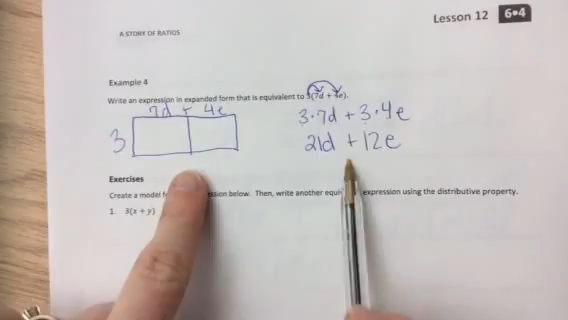 Lesson 12 6•4
A STORY OF RATIOS
Example 4
Write an expression in expanded form that is equivalent to 3(7d + 4e).
7d + 4e
3
3·7d + 3·4e
21d + 12e
Exercises
Create a model ession below. Then, write another equi expression using the distributive property.
1. 3(x + y)